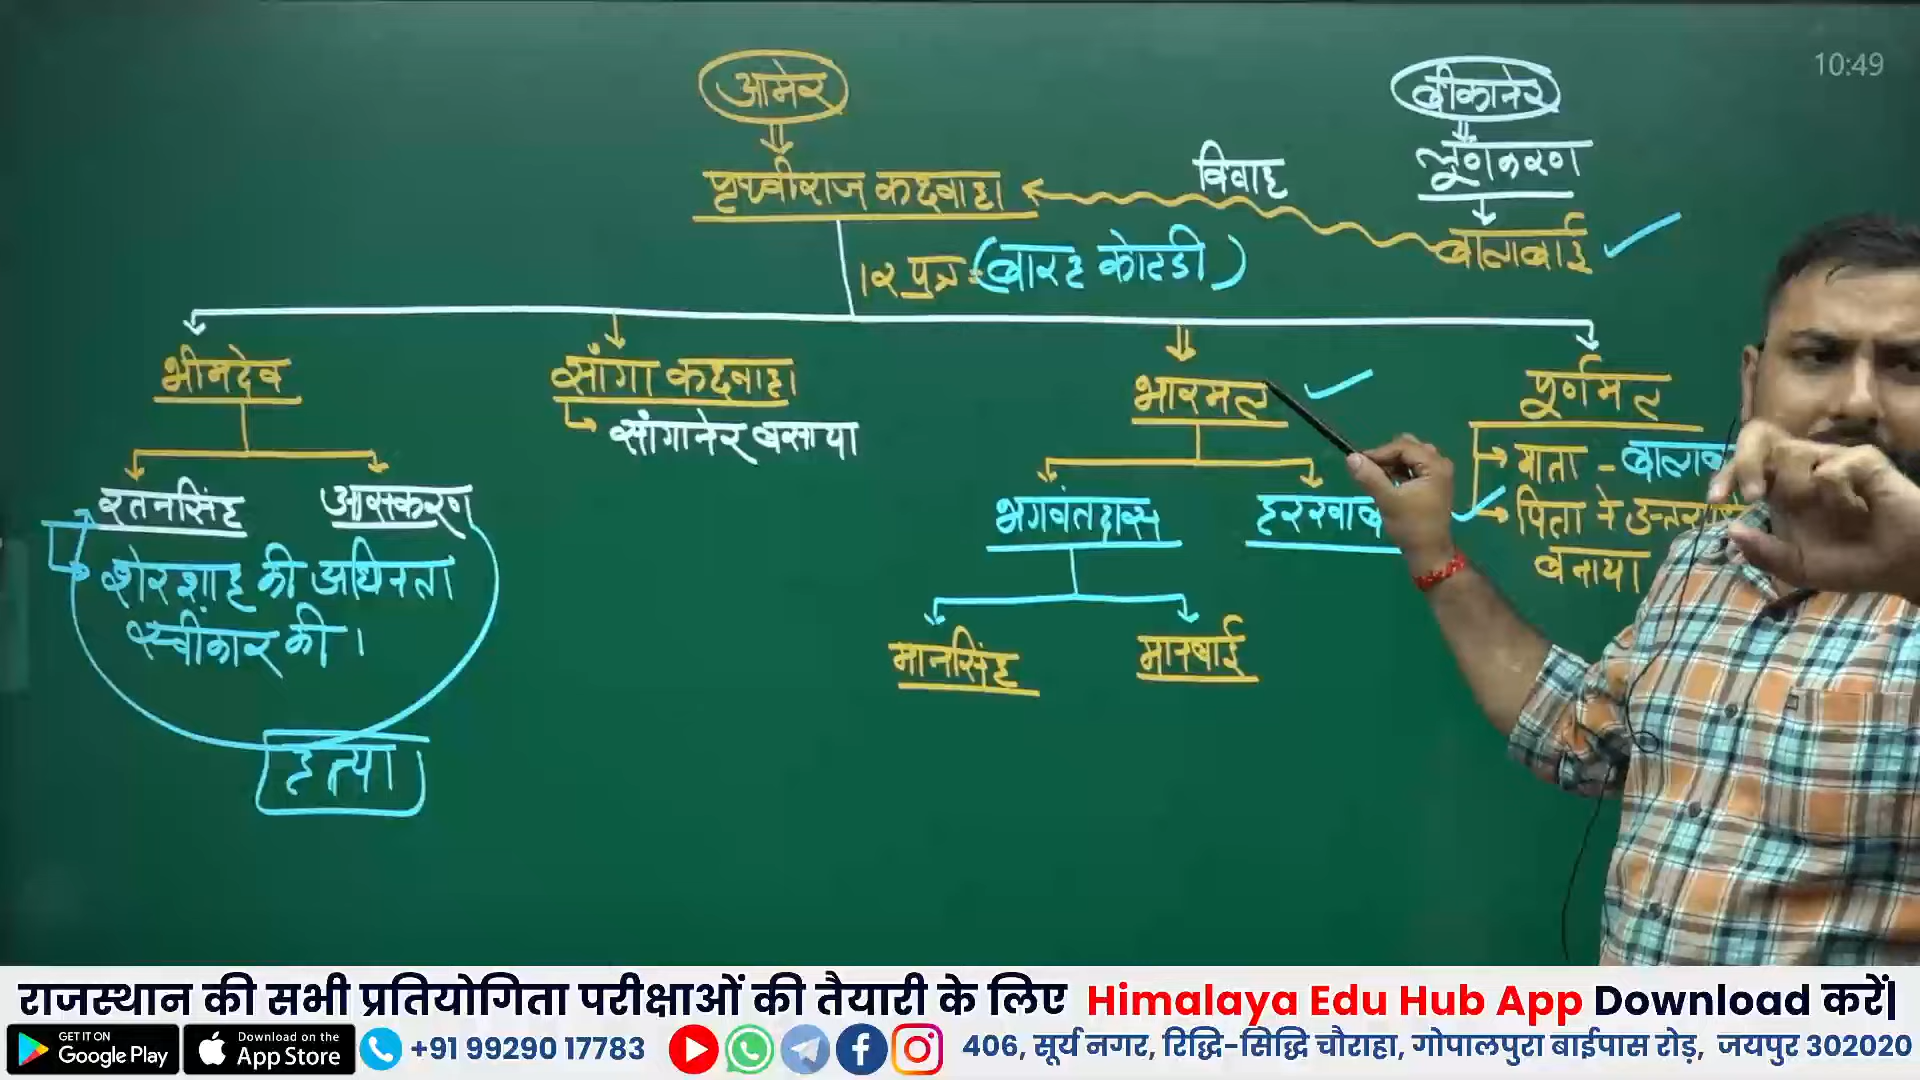 10:49
आमेर
बीकानेर
पृथ्वीराज कछवाहा
विवाह
लूणकरण
बालाबाई
12 पुत्र = (बारह कोटडी)
भीमदेव
सांगा कछवाहा
सांगानेर बसाया
भारमल
पूर्णमल
माता -
पिता ने
बनाया
रतनसिंह
आसकरण
शेरशाह की अधिनता
स्वींकार की।
हत्या
भगवंतदास
मानसिंह
मानबाई
राजस्थान की सभी प्रतियोगिता परीक्षाओं की तैयारी के लिए Himalaya Edu Hub App Download करें|
GET IT ON Google Play
Download on the App Store
+91 99290 17783
406, सूर्य नगर, रिद्धि-सिद्धि चौराहा, गोपालपुरा बाईपास रोड़, जयपुर 302020